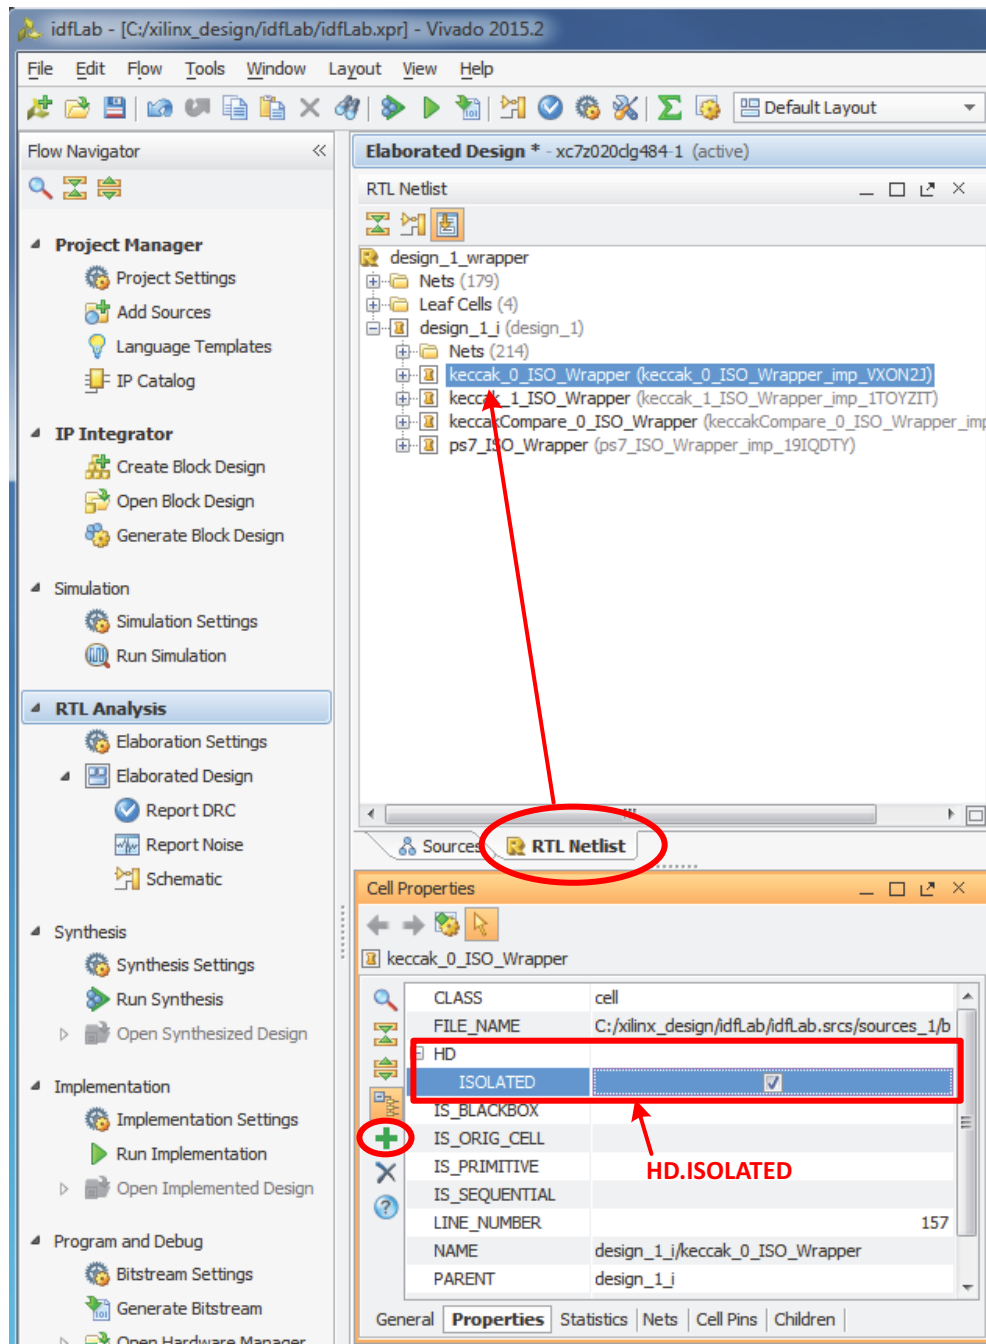 idfLab - [C:/xilinx_design/idfLab/idfLab.xpr] - Vivado 2015.2
File Edit Flow Tools Window Layout View Help
Default Layout
Flow Navigator
Project Manager
Project Settings
Add Sources
Language Templates
IP Catalog
IP Integrator
Create Block Design
Open Block Design
Generate Block Design
Simulation
Simulation Settings
Run Simulation
RTL Analysis
Elaboration Settings
Elaborated Design
Report DRC
Report Noise
Schematic
Synthesis
Synthesis Settings
Run Synthesis
Open Synthesized Design
Implementation
Implementation Settings
Run Implementation
Open Implemented Design
Program and Debug
Bitstream Settings
Generate Bitstream
Open Hardware Manager
Elaborated Design * - xc7z020clg484-1 (active)
RTL Netlist
design_1_wrapper
Nets (179)
Leaf Cells (4)
design_1_i (design_1)
Nets (214)
keccak_0_ISO_Wrapper (keccak_0_ISO_Wrapper_imp_VXON2J)
keccak_1_ISO_Wrapper (keccak_1_ISO_Wrapper_imp_1TOYZIT)
keccakCompare_0_ISO_Wrapper (keccakCompare_0_ISO_Wrapper_imp
ps7_ISO_Wrapper (ps7_ISO_Wrapper_imp_19IQDTY)
Sources RTL Netlist
Cell Properties
keccak_0_ISO_Wrapper
CLASS cell
FILE_NAME C:/xilinx_design/idfLab/idfLab.srcs/sources_1/b
HD
ISOLATED
IS_BLACKBOX
IS_ORIG_CELL
IS_PRIMITIVE
HD.ISOLATED
IS_SEQUENTIAL
LINE_NUMBER 157
NAME design_1_i/keccak_0_ISO_Wrapper
PARENT design_1_i
General Properties Statistics Nets Cell Pins Children